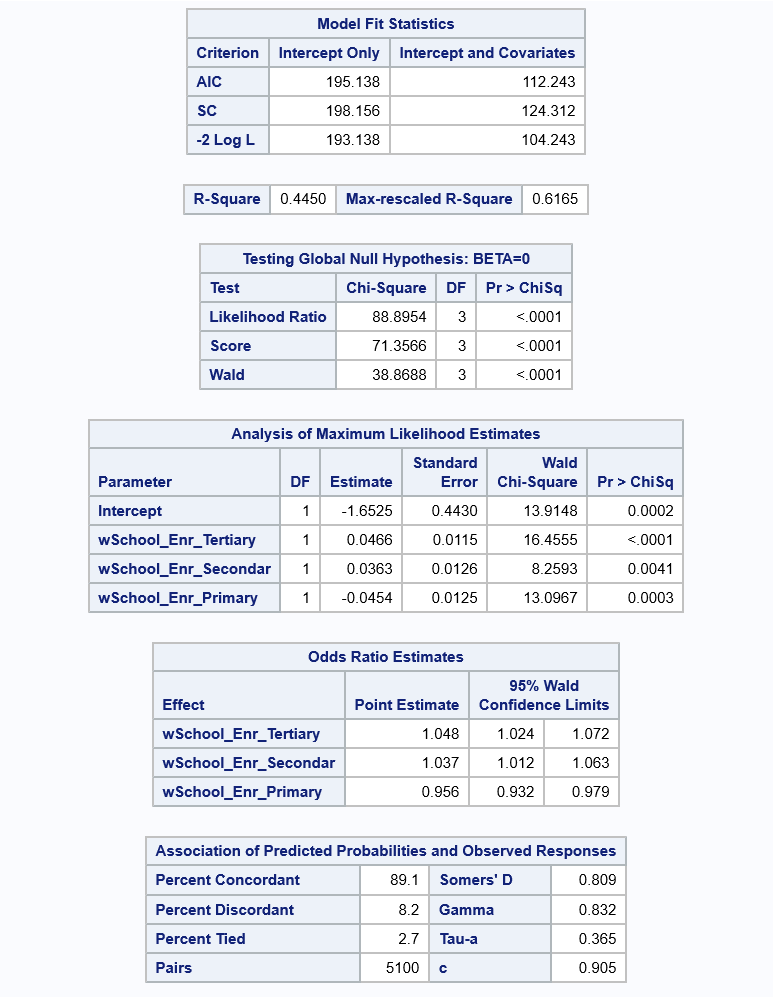 Model Fit Statistics
Criterion Intercept Only Intercept and Covariates
AIC 195.138 112.243
SC 198.156 124.312
-2 Log L 193.138 104.243
R-Square 0.4450 Max-rescaled R-Square 0.6165
Testing Global Null Hypothesis: BETA=0
Test Chi-Square DF Pr > ChiSq
Likelihood Ratio 88.8954 3 <.0001
Score 71.3566 3 <.0001
Wald 38.8688 3 <.0001
Analysis of Maximum Likelihood Estimates
Standard Wald
Parameter DF Estimate Error Chi-Square Pr > ChiSq
Intercept 1 -1.6525 0.4430 13.9148 0.0002
wSchool_Enr_Tertiary 1 0.0466 0.0115 16.4555 <.0001
wSchool_Enr_Secondar 1 0.0363 0.0126 8.2593 0.0041
wSchool_Enr_Primary 1 -0.0454 0.0125 13.0967 0.0003
Odds Ratio Estimates
95% Wald
Effect Point Estimate Confidence Limits
wSchool_Enr_Tertiary 1.048 1.024 1.072
wSchool_Enr_Secondar 1.037 1.012 1.063
wSchool_Enr_Primary 0.956 0.932 0.979
Association of Predicted Probabilities and Observed Responses
Percent Concordant 89.1 Somers' D 0.809
Percent Discordant 8.2 Gamma 0.832
Percent Tied 2.7 Tau-a 0.365
Pairs 5100 c 0.905